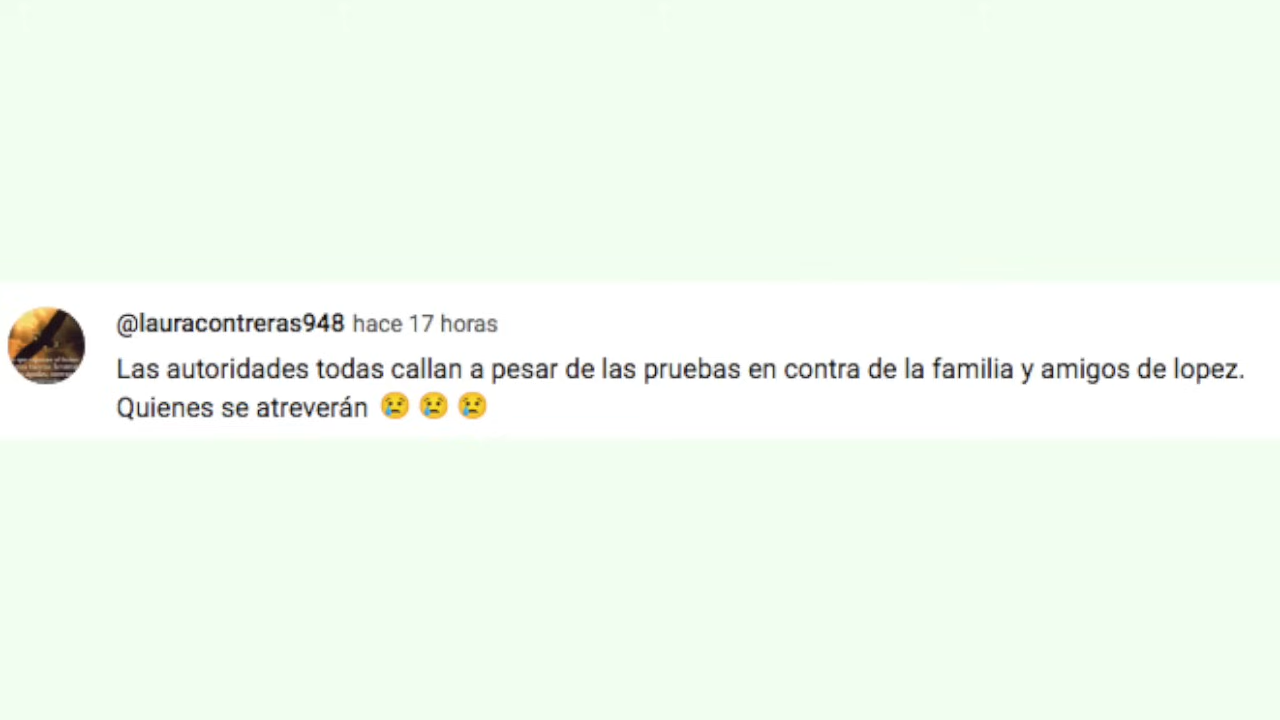 @lauracontreras948 hace 17 horas
Las autoridades todas callan a pesar de las pruebas en contra de la familia y amigos de lopez.
Quienes se atreverán 😢 😢 😢